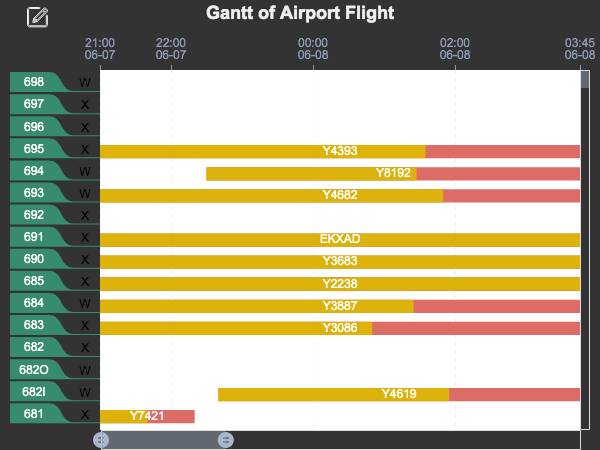 Gantt of Airport Flight
21:00 22:00 00:00 02:00 03:45
06-07 06-07 06-08 06-08 06-08
698 W
697 X
696 X
695 X Y4393
694 W Y8192
693 W Y4682
692 X
691 X EKXAD
690 X Y3683
685 X Y2238
684 W Y3887
683 X Y3086
682 X
682O W
682I W Y4619
681 X Y7421